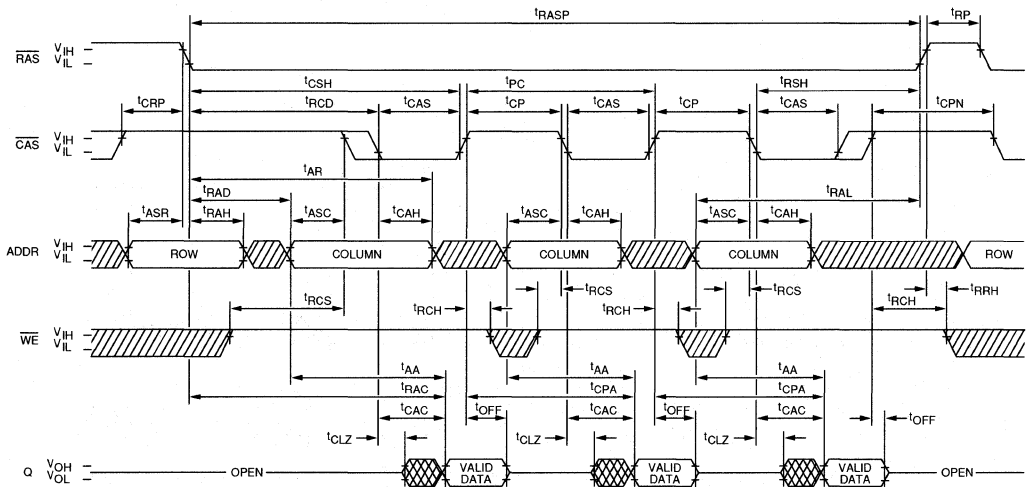 tRASP tRP
RAS VIH
VIL
tCSH tPC tRSH
tCRP tRCD tCAS tCP tCAS tCP tCAS tCPN
CAS VIH
VIL
tAR
tRAD tRAL
tASR tRAH tASC tCAH tASC tCAH tASC tCAH
ADDR VIH
VIL ROW COLUMN COLUMN COLUMN ROW
tRCS tRCH tRCS tRCH tRCS tRCH tRRH
WE VIH
VIL
tAA tAA tAA
tRAC tCPA tCPA
tCAC tOFF tCAC tOFF tCAC tOFF
tCLZ tCLZ tCLZ
Q VOH
VOL OPEN VALID DATA VALID DATA VALID DATA OPEN